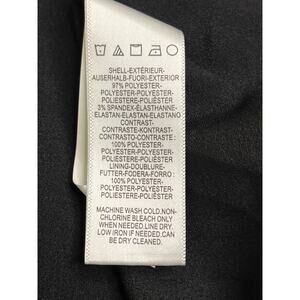 SHELL-EXTÉRIEUR-
AUSERHALB-FUORI-EXTERIOR
97% POLYESTER-
POLYESTER-POLYESTER-
POLIESTERE-POLIÉSTER
3% SPANDEX-ÉLASTHANNE-
ELASTAN-ELASTAN-ELASTANO
CONTRAST-
CONTRASTE-KONTRAST-
CONTRASTO-CONTRASTE :
100% POLYESTER-
POLYESTER-POLYESTER-
POLIESTERE-POLIÉSTER
LINING-DOUBLURE-
FUTTER-FODERA-FORRO :
100% POLYESTER-
POLYESTER-POLYESTER-
POLIESTERE-POLIÉSTER
MACHINE WASH COLD.NON-
CHLORINE BLEACH ONLY
WHEN NEEDED.LINE DRY.
LOW IRON IF NEEDED.CAN
BE DRY CLEANED.